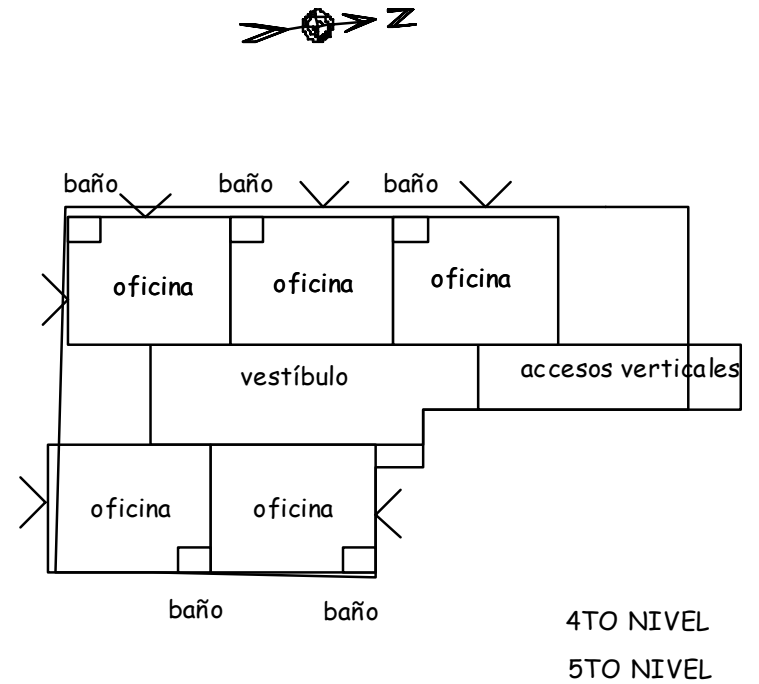 N
baño baño baño
oficina oficina oficina
vestíbulo accesos verticales
oficina oficina
baño baño
4TO NIVEL
5TO NIVEL